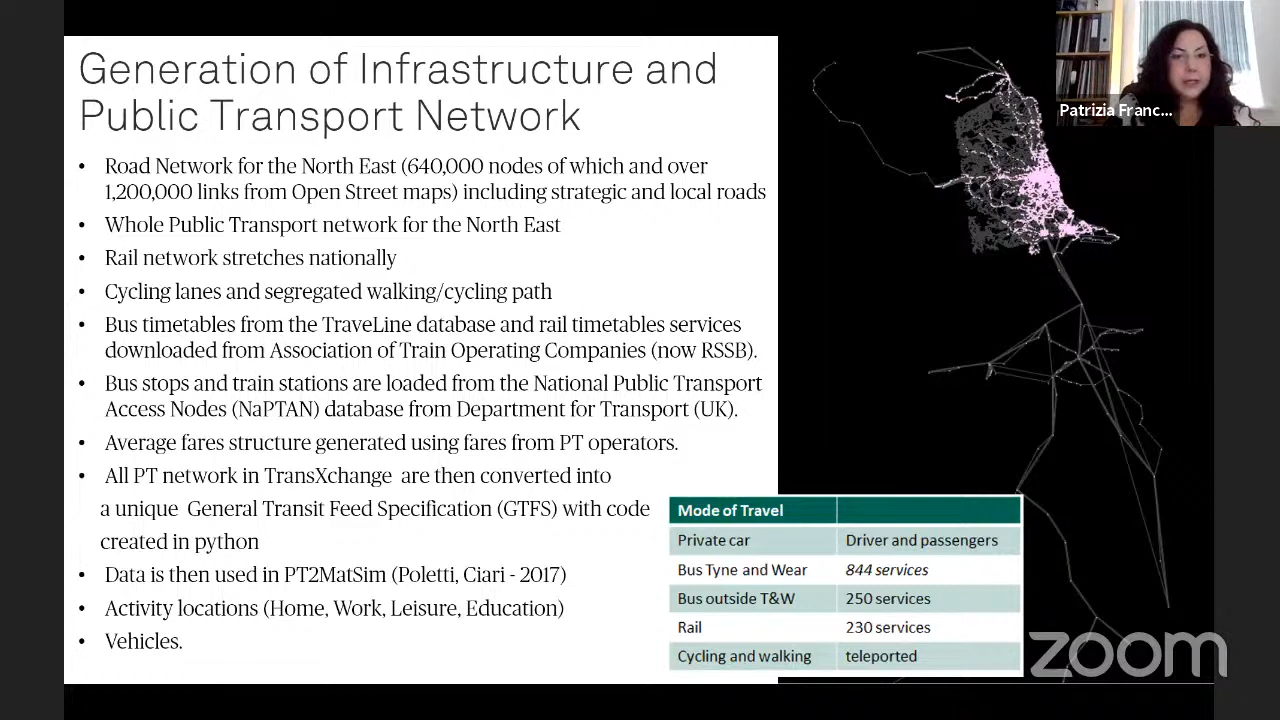 Generation of Infrastructure and
Public Transport Network
• Road Network for the North East (640,000 nodes of which and over
1,200,000 links from Open Street maps) including strategic and local roads
• Whole Public Transport network for the North East
• Rail network stretches nationally
• Cycling lanes and segregated walking/cycling path
• Bus timetables from the TraveLine database and rail timetables services
downloaded from Association of Train Operating Companies (now RSSB).
• Bus stops and train stations are loaded from the National Public Transport
Access Nodes (NaPTAN) database from Department for Transport (UK).
• Average fares structure generated using fares from PT operators.
• All PT network in TransXchange are then converted into
a unique General Transit Feed Specification (GTFS) with code
created in python
• Data is then used in PT2MatSim (Poletti, Ciari - 2017)
• Activity locations (Home, Work, Leisure, Education)
• Vehicles.
Mode of Travel
Private car Driver and passengers
Bus Tyne and Wear 844 services
Bus outside T&W 250 services
Rail 230 services
Cycling and walking teleported
Patrizia Franc...
zoom